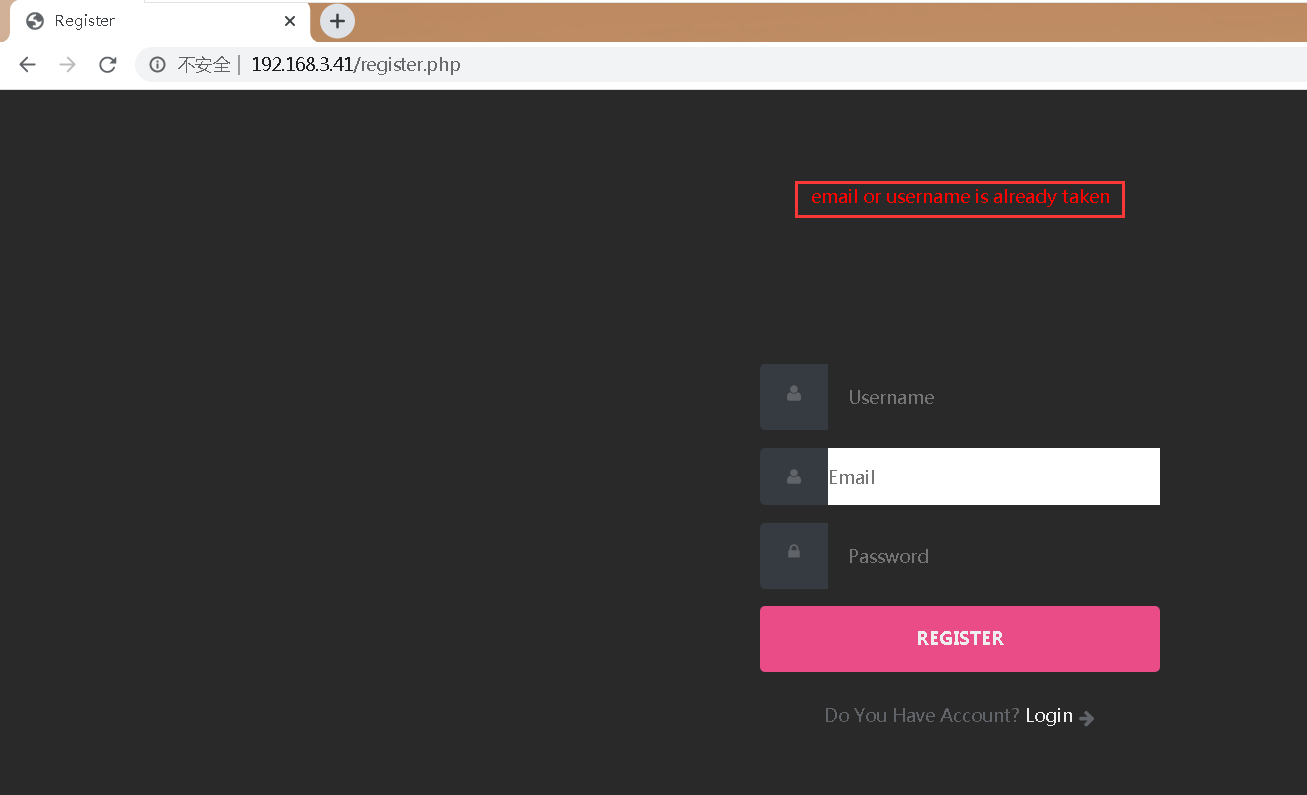 Register
不安全 | 192.168.3.41/register.php
email or username is already taken
Username
Email
Password
REGISTER
Do You Have Account? Login